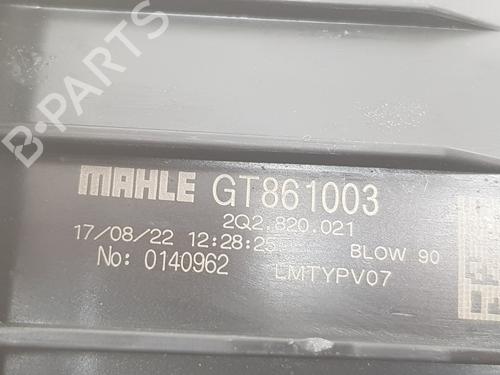 B-PARTS
MAHLE GT861003
2Q2.820.021
17/08/22 12:28:25 BLOW 90
No: 0140962 LMTYPV07